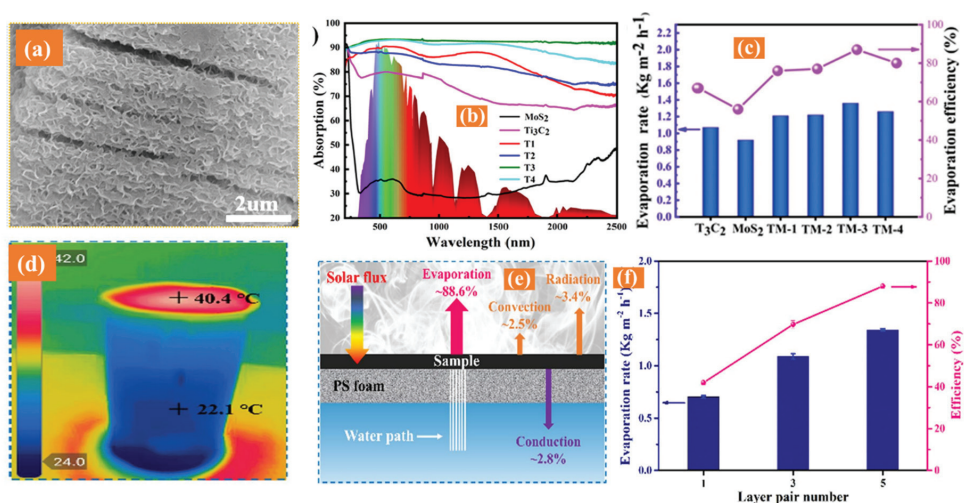 (a)
2um
)
Absorption (%)
100
90
80
70
60
50
40
30
20
(b)
MoS2
Ti3C2
T1
T2
T3
T4
500
1000
1500
2000
2500
Wavelength (nm)
Evaporation rate (Kg m-2 h-1)
2.0
1.8
1.6
1.4
1.2
1.0
0.8
0.6
0.4
0.2
0.0
(c)
100
80
60
40
20
0
Evaporation efficiency (%)
T3C2
MoS2
TM-1
TM-2
TM-3
TM-4
(d)
42.0
40.4 °C
22.1 °C
24.0
Solar flux
Evaporation
~88.6%
(e)
Convection
~2.5%
Radiation
~3.4%
Sample
PS foam
Water path
Conduction
~2.8%
(f)
Evaporation rate (Kg m-2 h-1)
2.0
1.5
1.0
0.5
0.0
100
80
60
40
20
0
Efficiency (%)
1
3
5
Layer pair number